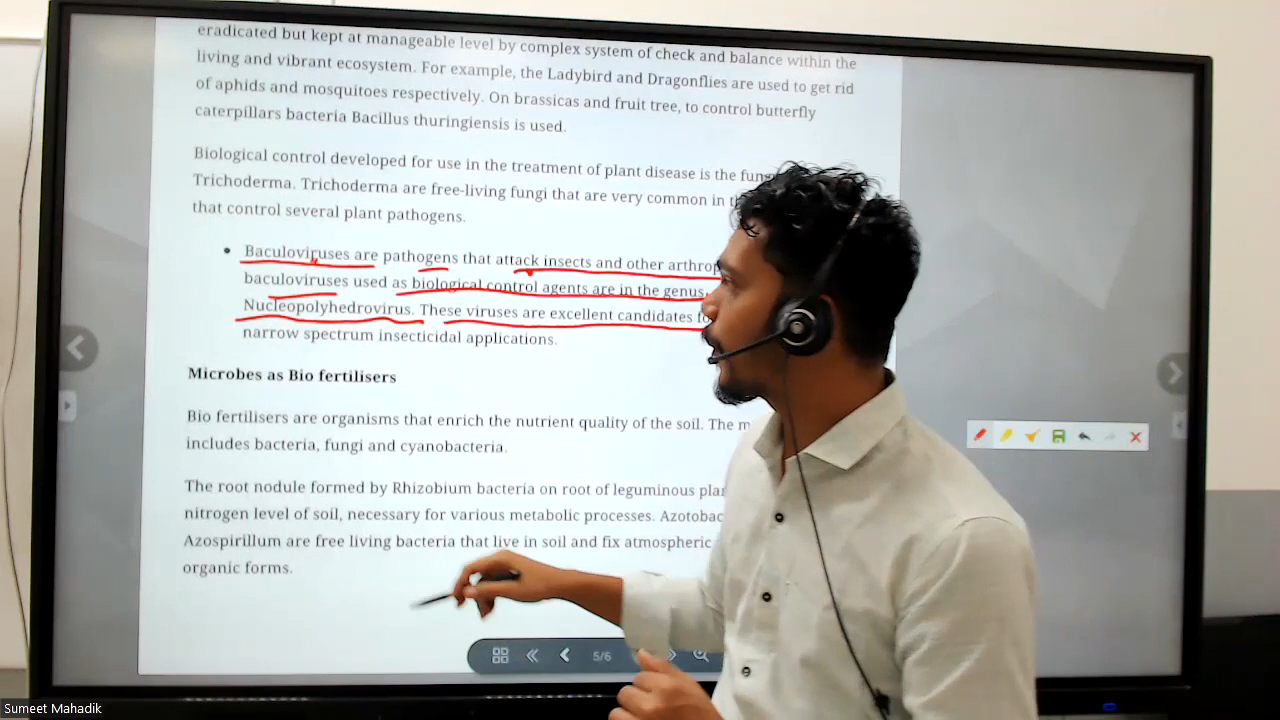 eradicated but kept at manageable level by complex system of check and balance within the
living and vibrant ecosystem. For example, the Ladybird and Dragonflies are used to get rid
of aphids and mosquitoes respectively. On brassicas and fruit tree, to control butterfly
caterpillars bacteria Bacillus thuringiensis is used.
Biological control developed for use in the treatment of plant disease is the
Trichoderma. Trichoderma are free-living fungi that are very common in
that control several plant pathogens.
• Baculoviruses are pathogens that attack insects and other
baculoviruses used as biological control agents are in the genus
Nucleopolyhedrovirus. These viruses are excellent candidates
narrow spectrum insecticidal applications.
Microbes as Bio fertilisers
Bio fertilisers are organisms that enrich the nutrient quality of the soil. The
includes bacteria, fungi and cyanobacteria.
The root nodule formed by Rhizobium bacteria on root of leguminous
nitrogen level of soil, necessary for various metabolic processes.
Azospirillum are free living bacteria that live in soil and fix atmospheric
organic forms.
5/6
Sumeet Mahadik